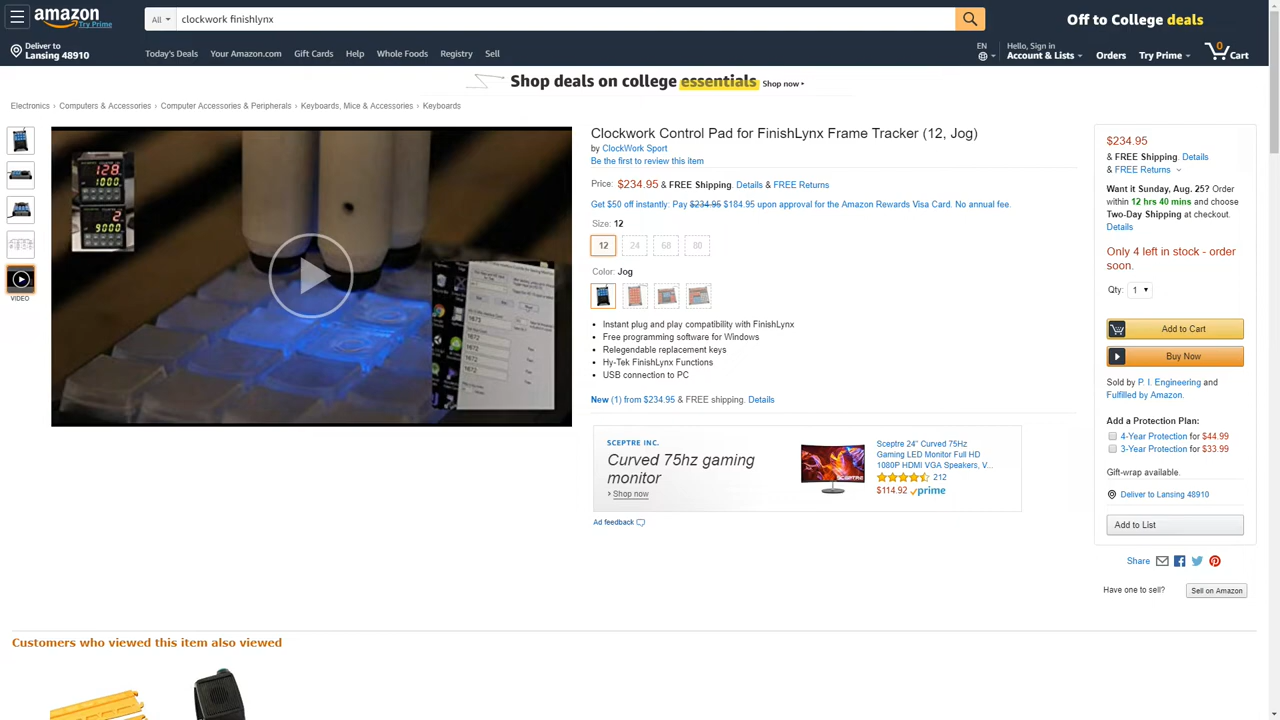 amazon
Try Prime
All
clockwork finishlynx
Off to College deals
Deliver to
Lansing 48910
Today's Deals
Your Amazon.com
Gift Cards
Help
Whole Foods
Registry
Sell
EN
Hello, Sign in
Account & Lists
Orders
Try Prime
0
Cart
Shop deals on college essentials Shop now ▸
Electronics › Computers & Accessories › Computer Accessories & Peripherals › Keyboards, Mice & Accessories › Keyboards
VIDEO
128.
1000.
2
9000
1672
1672
1672
Clockwork Control Pad for FinishLynx Frame Tracker (12, Jog)
by ClockWork Sport
Be the first to review this item
Price: $234.95 & FREE Shipping. Details & FREE Returns
Get $50 off instantly: Pay $234.95 $184.95 upon approval for the Amazon Rewards Visa Card. No annual fee.
Size: 12
12
24
68
80
Color: Jog
• Instant plug and play compatibility with FinishLynx
• Free programming software for Windows
• Relegendable replacement keys
• Hy-Tek FinishLynx Functions
• USB connection to PC
New (1) from $234.95 & FREE shipping. Details
SCEPTRE INC.
Curved 75hz gaming
monitor
› Shop now
SCEPTRE
Sceptre 24" Curved 75Hz
Gaming LED Monitor Full HD
1080P HDMI VGA Speakers, V...
212
$114.92 prime
Ad feedback
$234.95
& FREE Shipping. Details
& FREE Returns
Want it Sunday, Aug. 25? Order
within 12 hrs 40 mins and choose
Two-Day Shipping at checkout.
Details
Only 4 left in stock - order
soon.
Qty: 1
Add to Cart
Buy Now
Sold by P. I. Engineering and
Fulfilled by Amazon.
Add a Protection Plan:
4-Year Protection for $44.99
3-Year Protection for $33.99
Gift-wrap available.
Deliver to Lansing 48910
Add to List
Share
Have one to sell?
Sell on Amazon
Customers who viewed this item also viewed